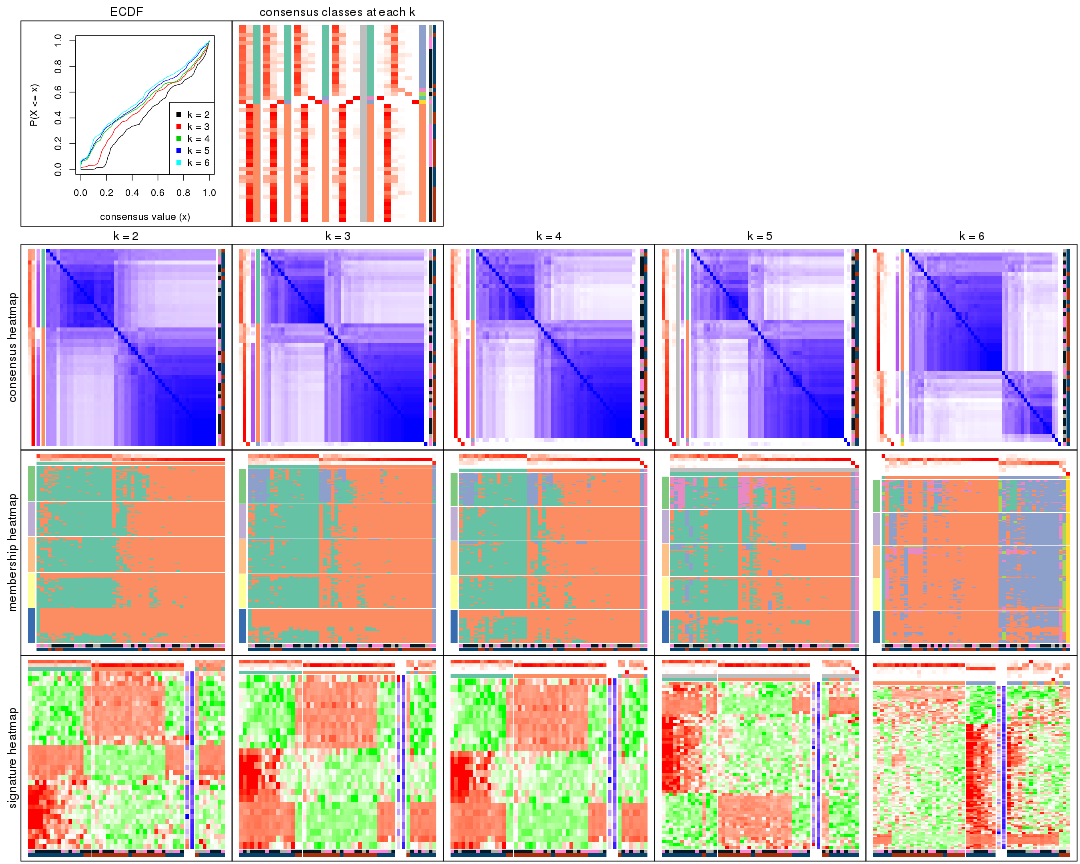 ECDF
consensus classes at each k
P(X <= x)
0.0 0.2 0.4 0.6 0.8 1.0
k = 2
k = 3
k = 4
k = 5
k = 6
0.0 0.2 0.4 0.6 0.8 1.0
consensus value (x)
k = 2
k = 3
k = 4
k = 5
k = 6
consensus heatmap
membership heatmap
signature heatmap